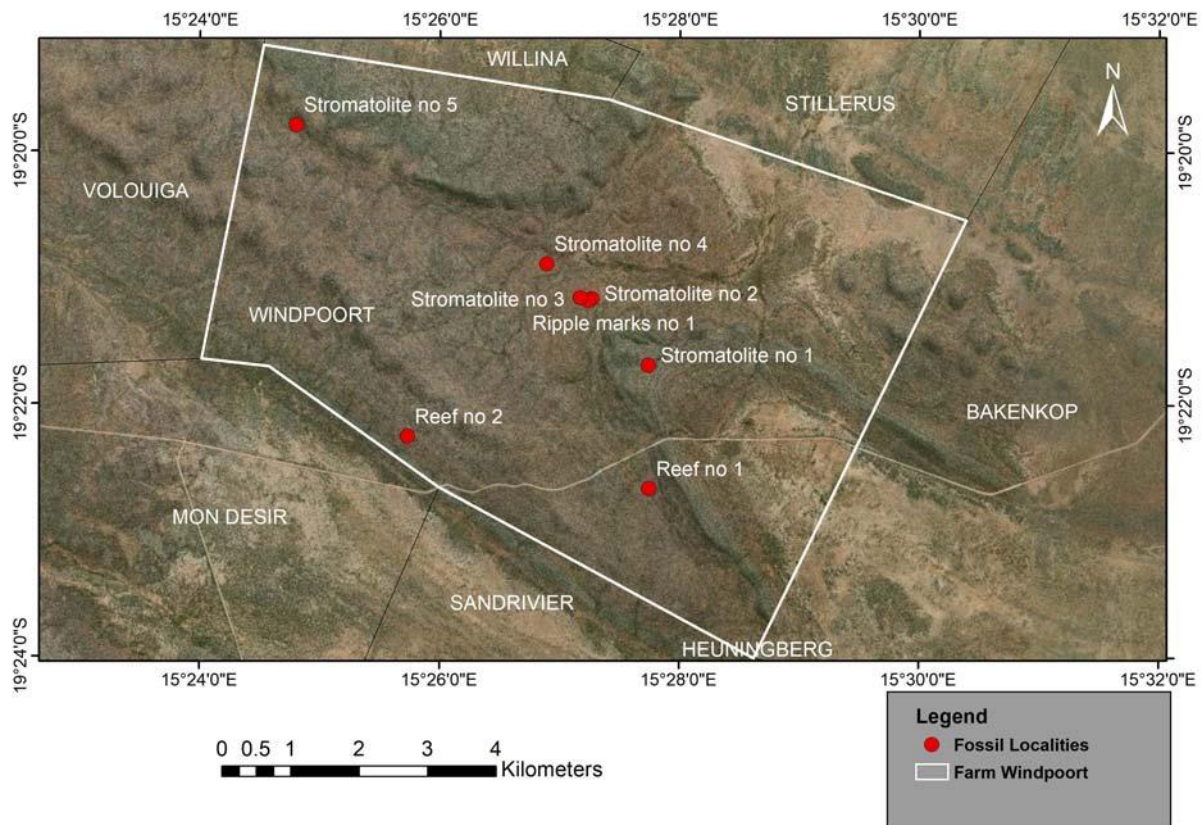 15°24'0"E
15°26'0"E
15°28'0"E
15°30'0"E
15°32'0"E
WILLINA
N
STILLERUS
Stromatolite no 5
19°20'0"S
19°20'0"S
VOLOUIGA
Stromatolite no 4
Stromatolite no 3
Stromatolite no 2
WINDPOORT
Ripple marks no 1
Stromatolite no 1
19°22'0"S
19°22'0"S
Reef no 2
BAKENKOP
Reef no 1
MON DESIR
SANDRIVIER
HEUNINGBERG
19°24'0"S
19°24'0"S
15°24'0"E
15°26'0"E
15°28'0"E
15°30'0"E
15°32'0"E
0 0.5 1 2 3 4
Kilometers
Legend
Fossil Localities
Farm Windpoort